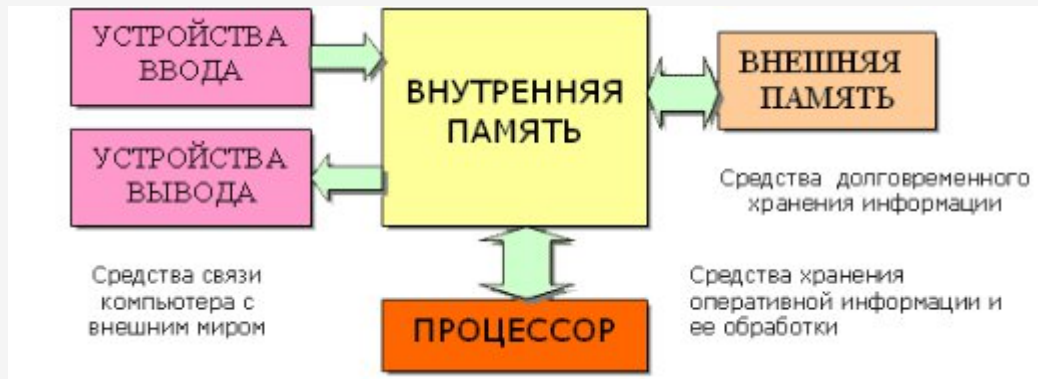 УСТРОЙСТВА
ВВОДА
УСТРОЙСТВА
ВЫВОДА
ВНУТРЕННЯЯ
ПАМЯТЬ
ВНЕШНЯЯ
ПАМЯТЬ
Средства долговременного
хранения информации
Средства связи
компьютера с
внешним миром
ПРОЦЕССОР
Средства хранения
оперативной информации и
ее обработки